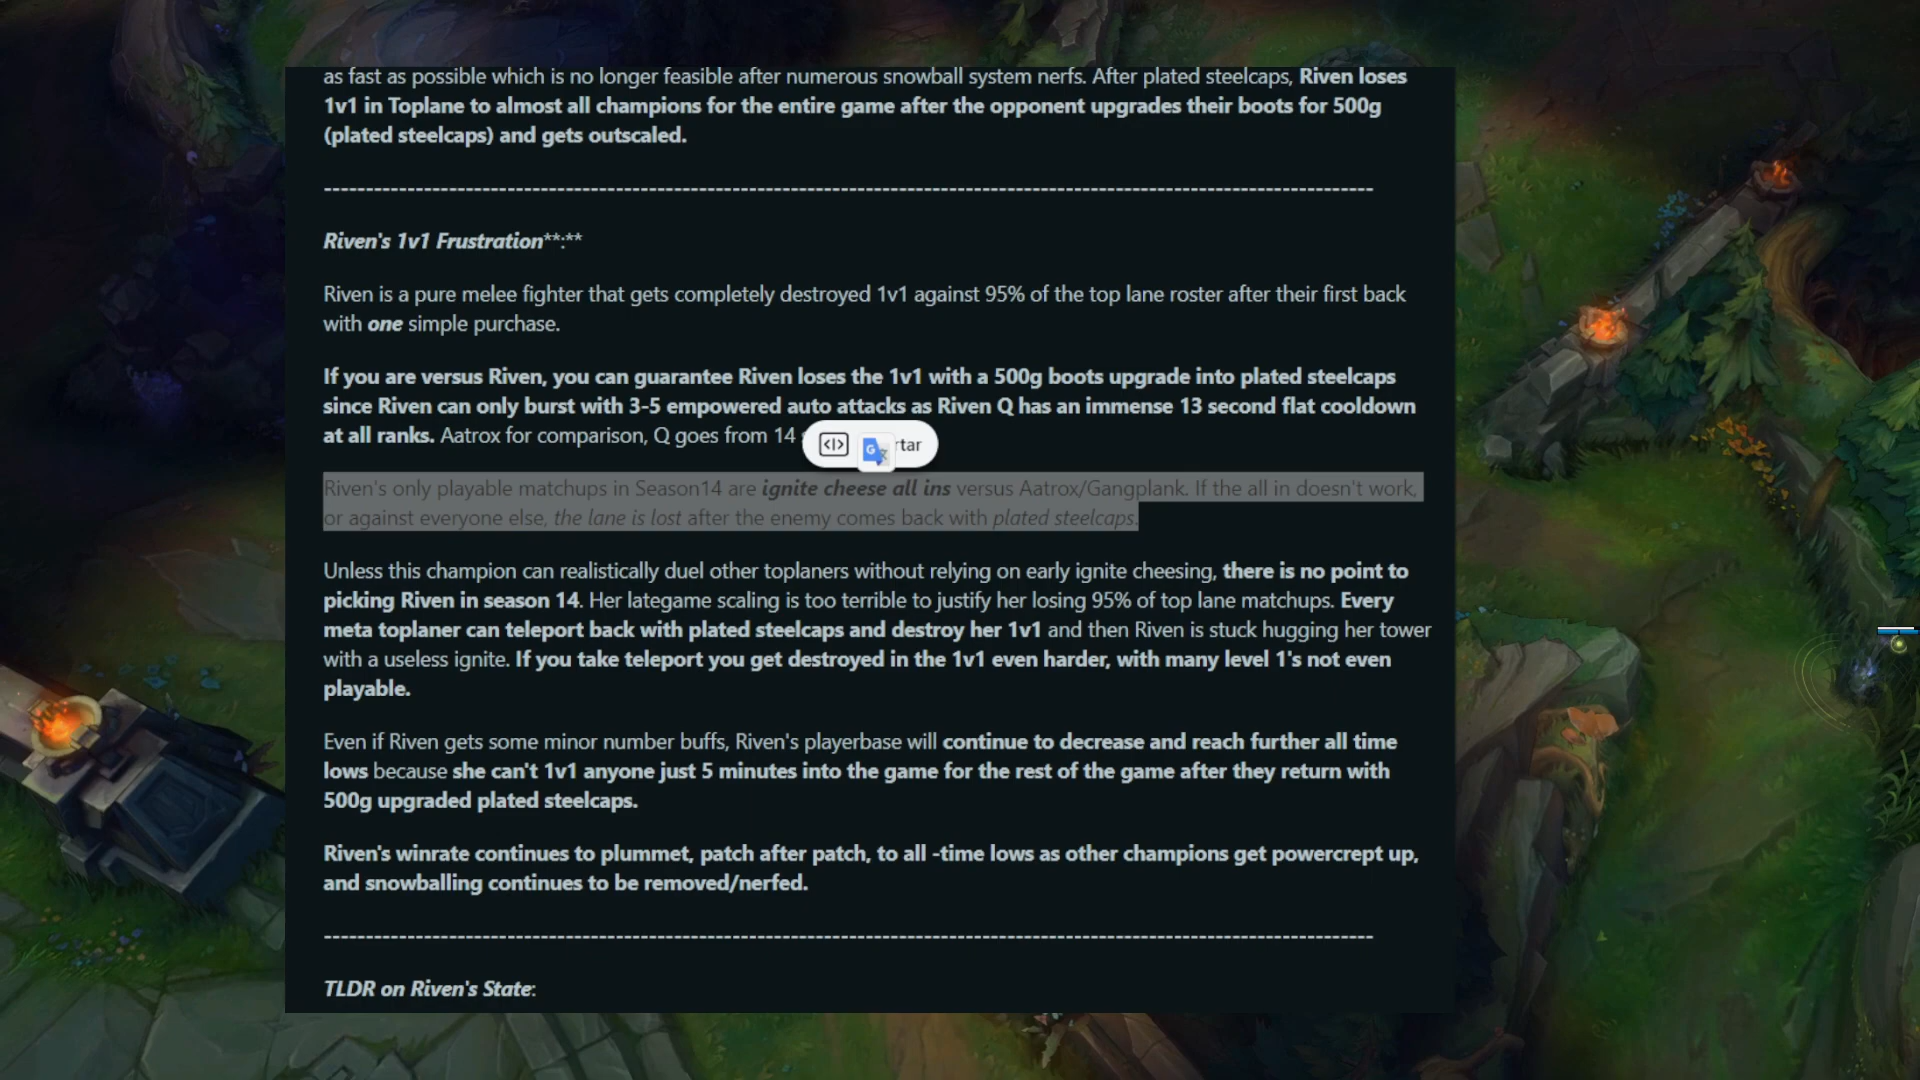 as fast as possible which is no longer feasible after numerous snowball system nerfs. After plated steelcaps, Riven loses
1v1 in Toplane to almost all champions for the entire game after the opponent upgrades their boots for 500g
(plated steelcaps) and gets outscaled.
---------------------------------------------------------------------------------------------------------------------------------
Riven's 1v1 Frustration**:**
Riven is a pure melee fighter that gets completely destroyed 1v1 against 95% of the top lane roster after their first back
with one simple purchase.
If you are versus Riven, you can guarantee Riven loses the 1v1 with a 500g boots upgrade into plated steelcaps
since Riven can only burst with 3-5 empowered auto attacks as Riven Q has an immense 13 second flat cooldown
at all ranks. Aatrox for comparison, Q goes from 14
rtar
Riven's only playable matchups in Season14 are ignite cheese all ins versus Aatrox/Gangplank. If the all in doesn't work,
or against everyone else, the lane is lost after the enemy comes back with plated steelcaps.
Unless this champion can realistically duel other toplaners without relying on early ignite cheesing, there is no point to
picking Riven in season 14. Her lategame scaling is too terrible to justify her losing 95% of top lane matchups. Every
meta toplaner can teleport back with plated steelcaps and destroy her 1v1 and then Riven is stuck hugging her tower
with a useless ignite. If you take teleport you get destroyed in the 1v1 even harder, with many level 1's not even
playable.
Even if Riven gets some minor number buffs, Riven's playerbase will continue to decrease and reach further all time
lows because she can't 1v1 anyone just 5 minutes into the game for the rest of the game after they return with
500g upgraded plated steelcaps.
Riven's winrate continues to plummet, patch after patch, to all -time lows as other champions get powercrept up,
and snowballing continues to be removed/nerfed.
---------------------------------------------------------------------------------------------------------------------------------
TLDR on Riven's State: